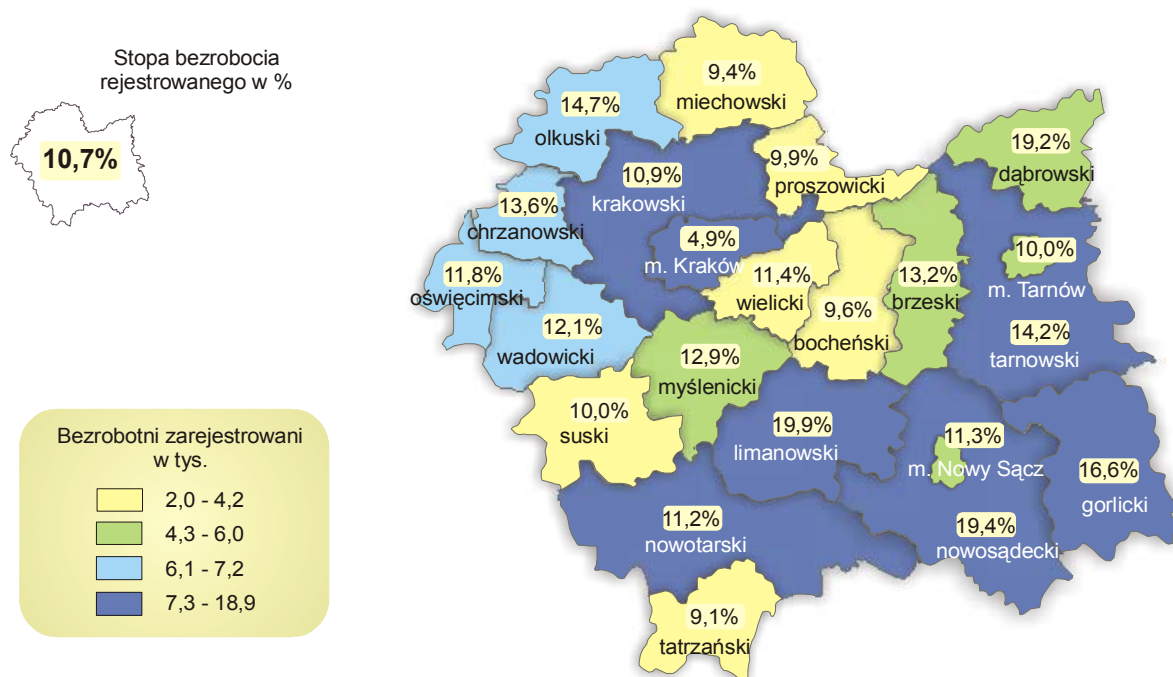 Stopa bezrobocia
rejestrowanego w %
10,7%
9,4%
miechowski
14,7%
olkuski
19,2%
dąbrowski
9,9%
proszowicki
10,9%
krakowski
13,6%
chrzanowski
4,9%
m. Kraków
10,0%
m. Tarnów
11,8%
oświęcimski
11,4%
wielicki
13,2%
brzeski
9,6%
bocheński
12,1%
wadowicki
14,2%
tarnowski
12,9%
myślenicki
10,0%
suski
19,9%
limanowski
11,3%
m. Nowy Sącz
16,6%
gorlicki
11,2%
nowotarski
19,4%
nowosądecki
9,1%
tatrzański
Bezrobotni zarejestrowani
w tys.
2,0 - 4,2
4,3 - 6,0
6,1 - 7,2
7,3 - 18,9